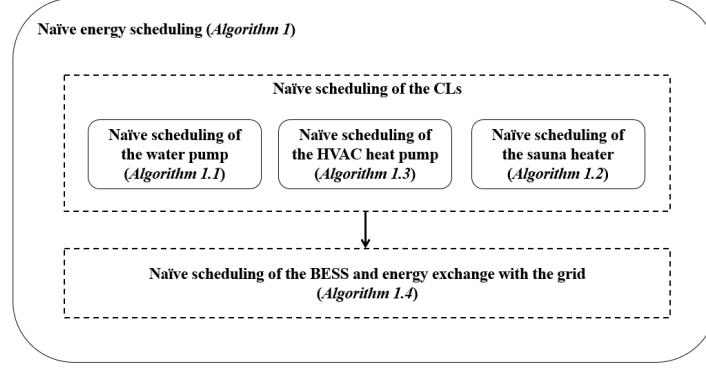 Naïve energy scheduling (Algorithm 1)
Naïve scheduling of the CLs
Naïve scheduling of
the water pump
(Algorithm 1.1)
Naïve scheduling of
the HVAC heat pump
(Algorithm 1.3)
Naïve scheduling of
the sauna heater
(Algorithm 1.2)
Naïve scheduling of the BESS and energy exchange with the grid
(Algorithm 1.4)